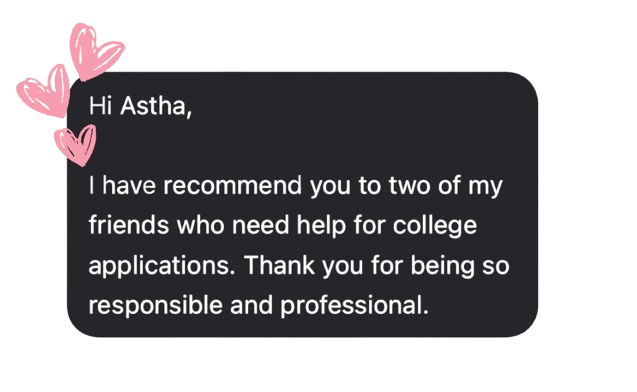 Hi Astha,
I have recommend you to two of my
friends who need help for college
applications. Thank you for being so
responsible and professional.